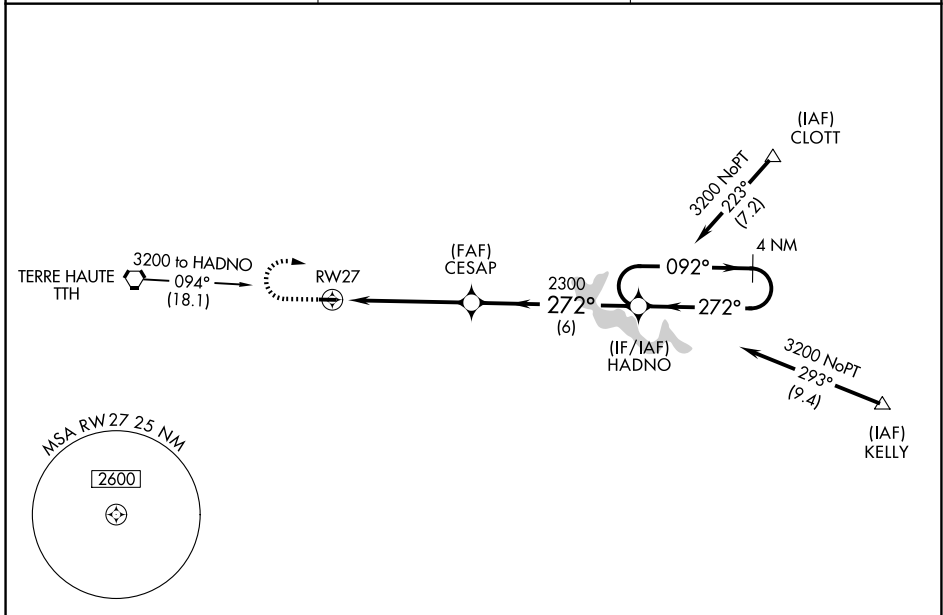 (IAF)
CLOTT
3200 NoPT
223°
(7.2)
4 NM
092°
(FAF)
CESAP
3200 to HADNO
094°
(18.1)
TERRE HAUTE
TTH
RW27
2300
272°
(6)
272°
(IF/IAF)
HADNO
3200 NoPT
293°
(9.4)
(IAF)
KELLY
MSA RW27 25 NM
2600